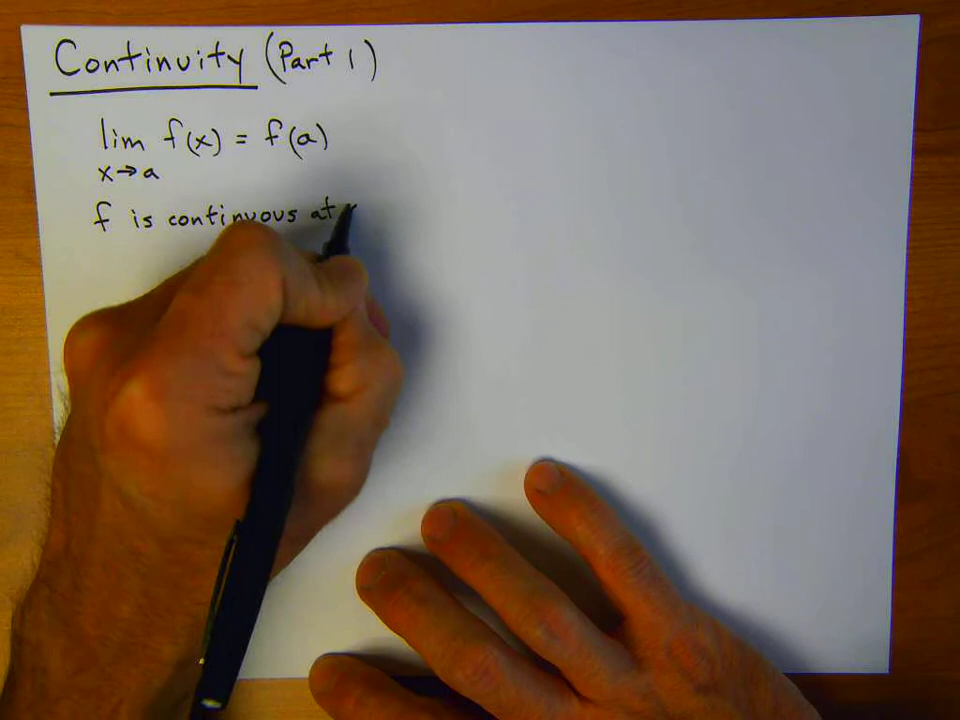 Continuity (Part 1)
lim f(x) = f(a)
x→a
f is continuous at